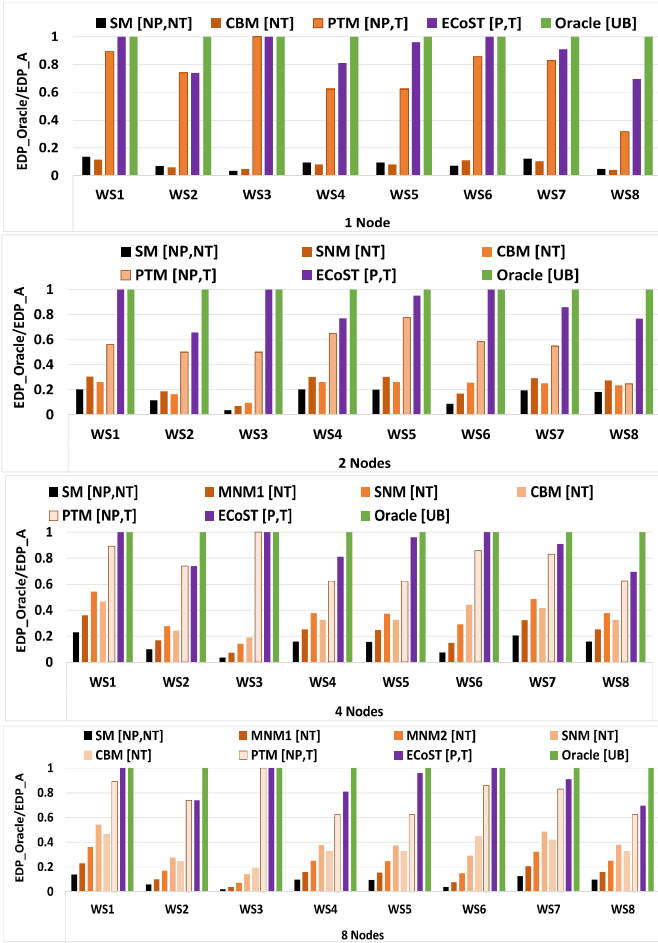 SM [NP,NT] CBM [NT] PTM [NP,T] ECoST [P,T] Oracle [UB]
EDP_Oracle/EDP_A
1
0.8
0.6
0.4
0.2
0
WS1 WS2 WS3 WS4 WS5 WS6 WS7 WS8
1 Node
SM [NP,NT] SNM [NT] CBM [NT]
PTM [NP,T] ECoST [P,T] Oracle [UB]
EDP_Oracle/EDP_A
1
0.8
0.6
0.4
0.2
0
WS1 WS2 WS3 WS4 WS5 WS6 WS7 WS8
2 Nodes
SM [NP,NT] MNM1 [NT] SNM [NT] CBM [NT]
PTM [NP,T] ECoST [P,T] Oracle [UB]
EDP_Oracle/EDP_A
1
0.8
0.6
0.4
0.2
0
WS1 WS2 WS3 WS4 WS5 WS6 WS7 WS8
4 Nodes
SM [NP,NT] MNM1 [NT] MNM2 [NT] SNM [NT]
CBM [NT] PTM [NP,T] ECoST [P,T] Oracle [UB]
EDP_Oracle/EDP_A
1
0.8
0.6
0.4
0.2
0
WS1 WS2 WS3 WS4 WS5 WS6 WS7 WS8
8 Nodes